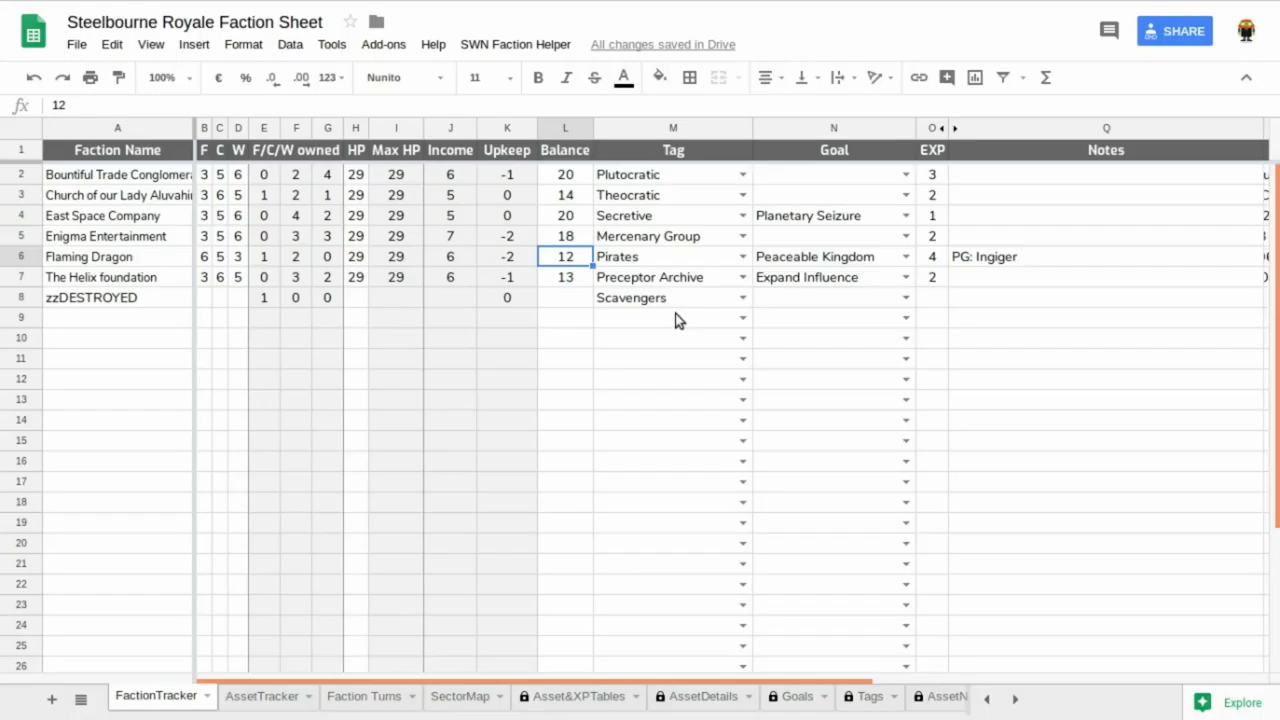 Steelbourne Royale Faction Sheet
File Edit View Insert Format Data Tools Add-ons Help SWN Faction Helper All changes saved in Drive
SHARE
100% € % .0 .00 123 Nunito 11 B I S A
fx 12
A B C D E F G H I J K L M N O Q
1 Faction Name F C W F/C/W owned HP Max HP Income Upkeep Balance Tag Goal EXP Notes
2 Bountiful Trade Conglomer 3 5 6 0 2 4 29 29 6 -1 20 Plutocratic 3
3 Church of our Lady Aluvahi 3 6 5 1 2 1 29 29 5 0 14 Theocratic 2
4 East Space Company 3 5 6 0 4 2 29 29 5 0 20 Secretive Planetary Seizure 1
5 Enigma Entertainment 3 5 6 0 3 3 29 29 7 -2 18 Mercenary Group 2
6 Flaming Dragon 6 5 3 1 2 0 29 29 6 -2 12 Pirates Peaceable Kingdom 4 PG: Ingiger
7 The Helix foundation 3 6 5 0 3 2 29 29 6 -1 13 Preceptor Archive Expand Influence 2
8 zzDESTROYED 1 0 0 0 Scavengers
9
10
11
12
13
14
15
16
17
18
19
20
21
22
23
24
25
26
FactionTracker AssetTracker Faction Turns SectorMap Asset&XPTables AssetDetails Goals Tags AssetN
Explore